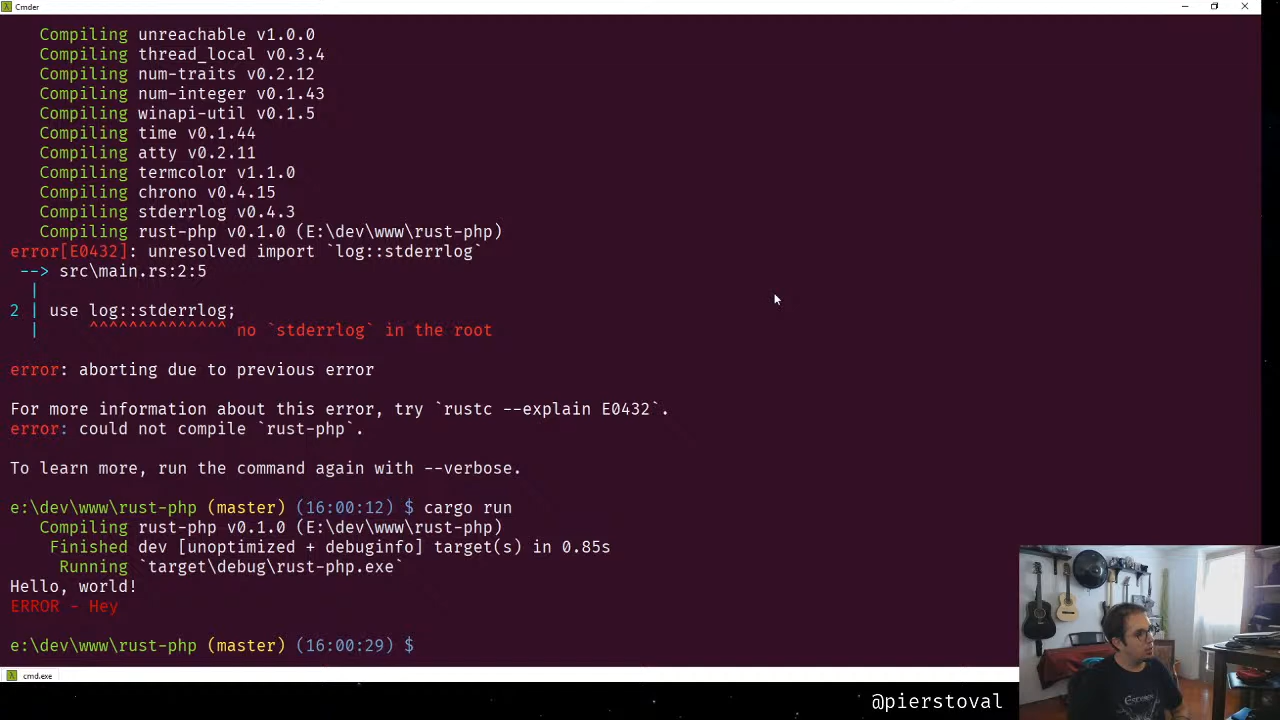 Cmder
Compiling unreachable v1.0.0
Compiling thread_local v0.3.4
Compiling num-traits v0.2.12
Compiling num-integer v0.1.43
Compiling winapi-util v0.1.5
Compiling time v0.1.44
Compiling atty v0.2.11
Compiling termcolor v1.1.0
Compiling chrono v0.4.15
Compiling stderrlog v0.4.3
Compiling rust-php v0.1.0 (E:\dev\www\rust-php)
error[E0432]: unresolved import `log::stderrlog`
--> src\main.rs:2:5
|
2 | use log::stderrlog;
| ^^^^^^^^^^^^^^ no `stderrlog` in the root
error: aborting due to previous error
For more information about this error, try `rustc --explain E0432`.
error: could not compile `rust-php`.
To learn more, run the command again with --verbose.
e:\dev\www\rust-php (master) (16:00:12) $ cargo run
Compiling rust-php v0.1.0 (E:\dev\www\rust-php)
Finished dev [unoptimized + debuginfo] target(s) in 0.85s
Running `target\debug\rust-php.exe`
Hello, world!
ERROR - Hey
e:\dev\www\rust-php (master) (16:00:29) $
cmd.exe
@pierstoval